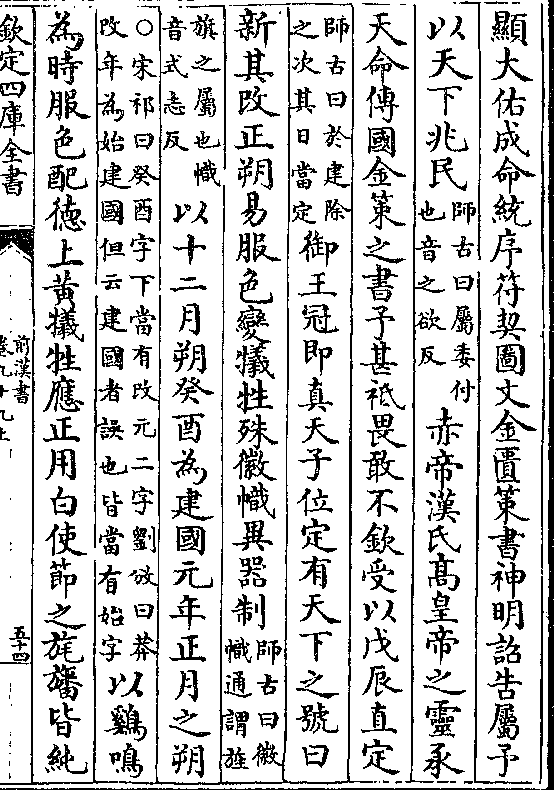 顯大佑成命統序符契圖文金匱策書神明詔告屬予
以天下兆民師古曰屬委付也音之欲反赤帝漢氏髙皇帝之靈承
天命傳國金策之書予甚祗畏敢不欽受以戊辰直定
師古曰於建除之次其日當定御王冠即真天子位定有天下之號曰
新其改正朔易服色變犧牲殊徽幟異器制師古曰徽幟通謂旌
旗之屬也幟音式志反以十二月朔癸酉為建國元年正月之朔
○宋祁曰癸酉字下當有改元二字劉攽曰莽改年為始建國但云建國者誤也皆當有始字以鷄鳴
為時服色配德上黃犧牲應正用白使節之旄旛皆純
欽定四庫全書
前漢書
卷九十九上
五十四